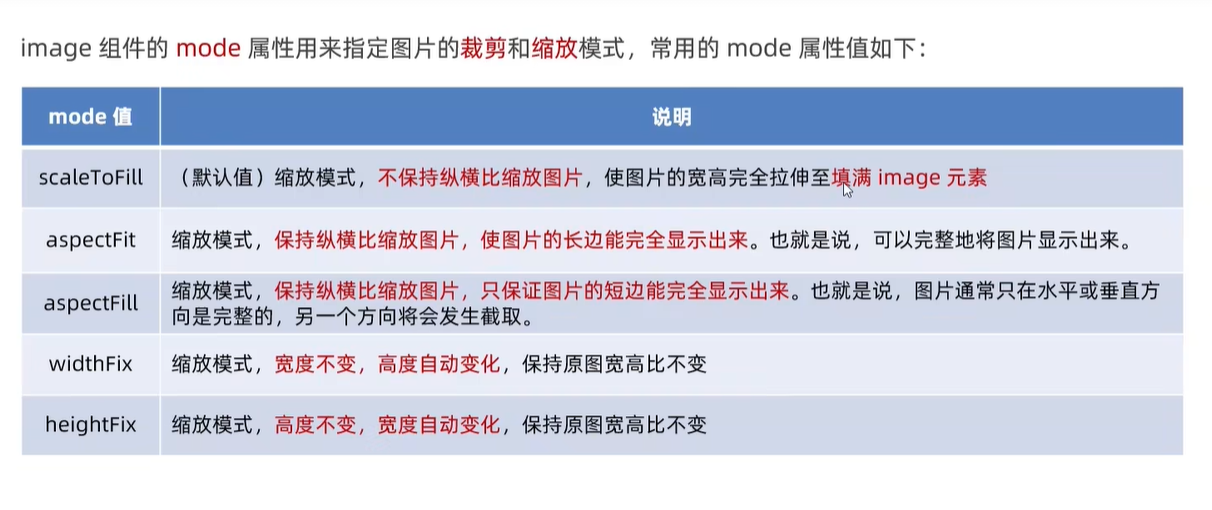 image 组件的 mode 属性用来指定图片的裁剪和缩放模式，常用的 mode 属性值如下：
mode 值 说明
scaleToFill （默认值）缩放模式，不保持纵横比缩放图片，使图片的宽高完全拉伸至填满 image 元素
aspectFit 缩放模式，保持纵横比缩放图片，使图片的长边能完全显示出来。也就是说，可以完整地将图片显示出来。
aspectFill 缩放模式，保持纵横比缩放图片，只保证图片的短边能完全显示出来。也就是说，图片通常只在水平或垂直方
向是完整的，另一个方向将会发生截取。
widthFix 缩放模式，宽度不变，高度自动变化，保持原图宽高比不变
heightFix 缩放模式，高度不变，宽度自动变化，保持原图宽高比不变